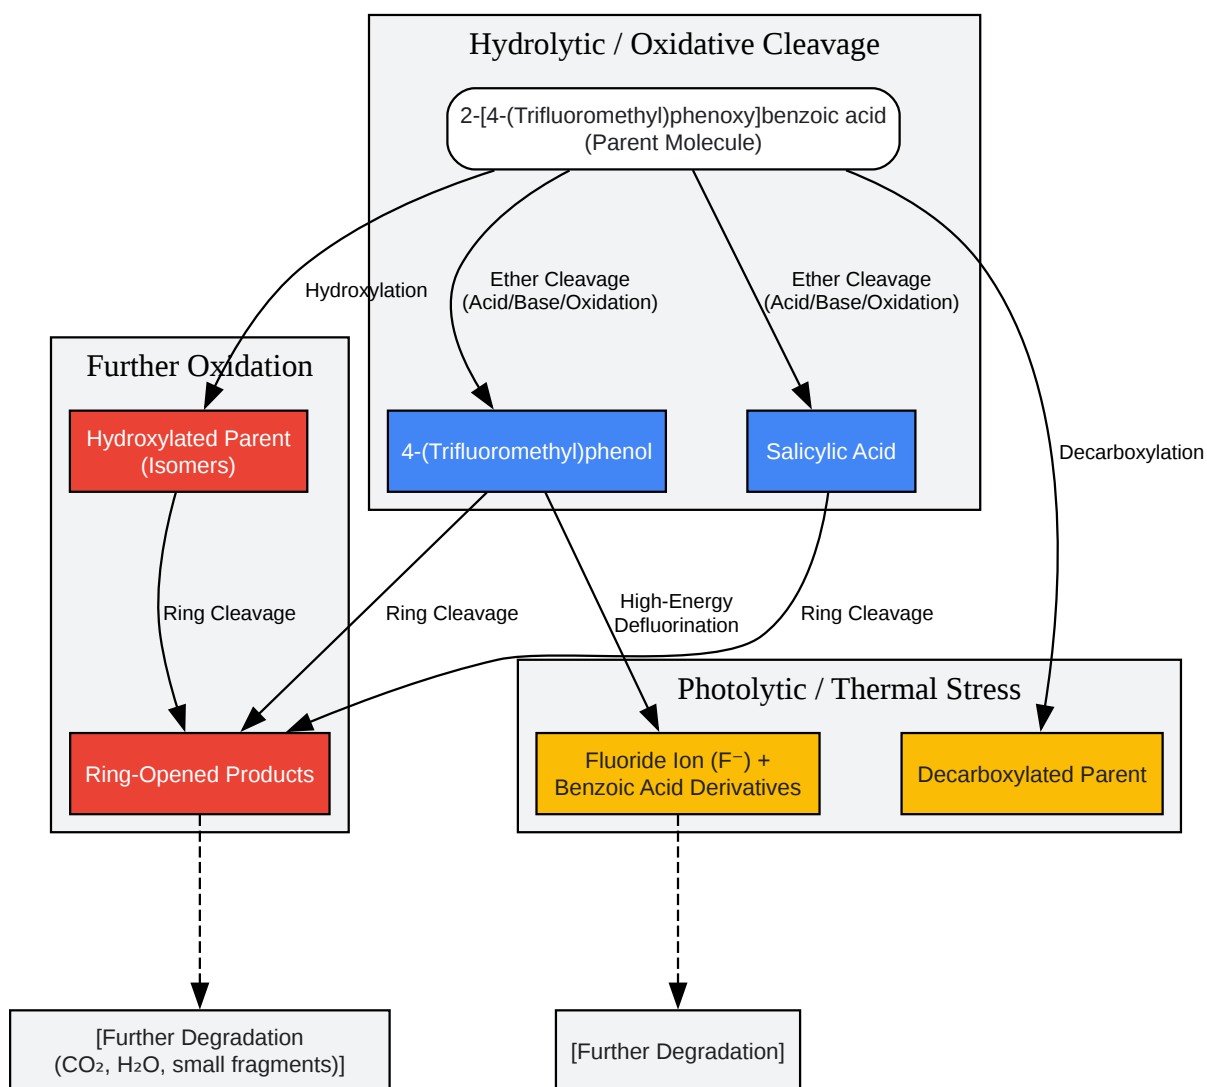 Hydrolytic / Oxidative Cleavage
2-[4-(Trifluoromethyl)phenoxy]benzoic acid
(Parent Molecule)
Hydroxylation
Ether Cleavage
(Acid/Base/Oxidation)
Ether Cleavage
(Acid/Base/Oxidation)
Further Oxidation
Hydroxylated Parent
(Isomers)
4-(Trifluoromethyl)phenol
Salicylic Acid
Decarboxylation
Ring Cleavage
Ring Cleavage
High-Energy
Defluorination
Ring Cleavage
Photolytic / Thermal Stress
Ring-Opened Products
Fluoride Ion (F⁻) +
Benzoic Acid Derivatives
Decarboxylated Parent
[Further Degradation
(CO₂, H₂O, small fragments)]
[Further Degradation]